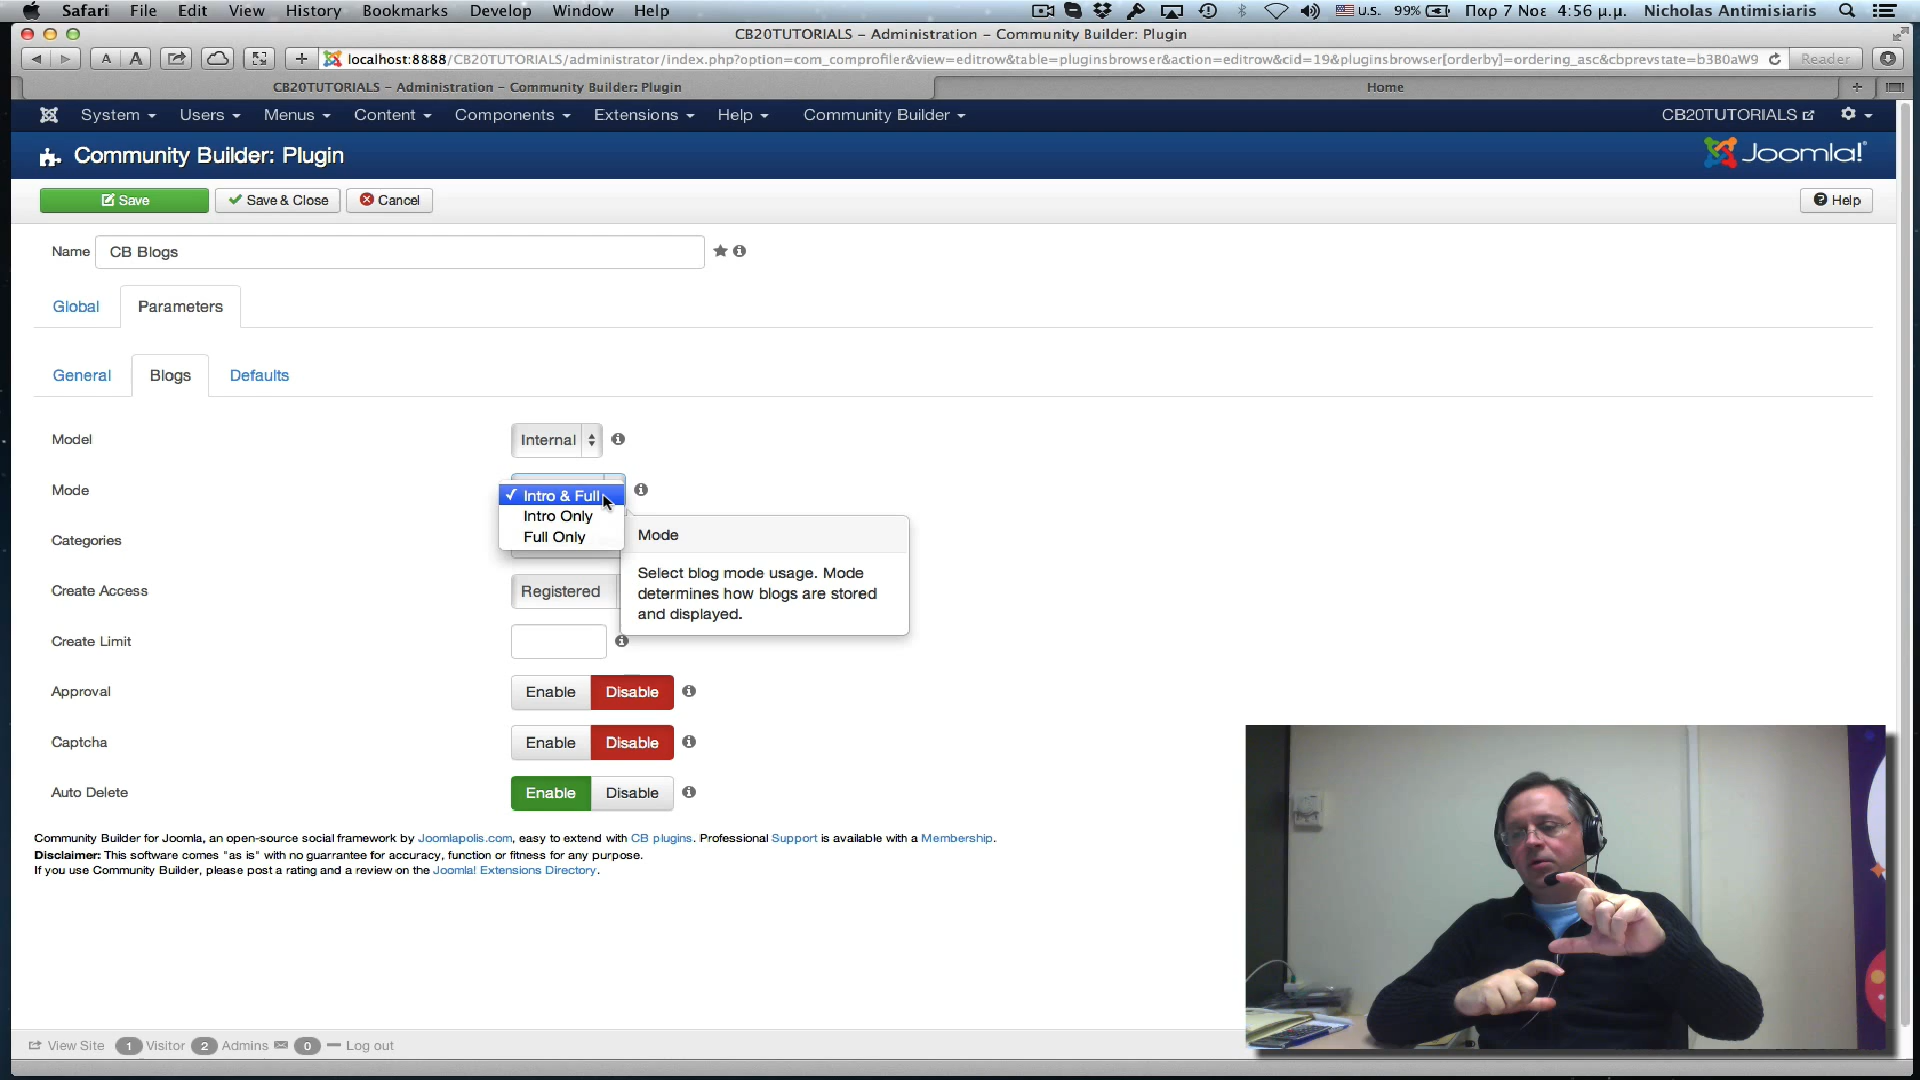 Safari File Edit View History Bookmarks Develop Window Help U.S. 99% Παρ 7 Νοε 4:56 μ.μ. Nicholas Antimisiaris
CB20TUTORIALS – Administration – Community Builder: Plugin
A A + localhost:8888/CB20TUTORIALS/administrator/index.php?option=com_comprofiler&view=editrow&table=pluginsbrowser&action=editrow&cid=19&pluginsbrowser[orderby]=ordering_asc&cbprevstate=b3B0aW9 Reader
CB20TUTORIALS – Administration – Community Builder: Plugin Home +
System Users Menus Content Components Extensions Help Community Builder CB20TUTORIALS
Community Builder: Plugin Joomla!®
Save Save & Close Cancel Help
Name CB Blogs
Global Parameters
General Blogs Defaults
Model Internal
Mode ✓ Intro & Full
Intro Only
Full Only
Mode
Categories
Select blog mode usage. Mode
determines how blogs are stored
and displayed.
Create Access Registered
Create Limit
Approval Enable Disable
Captcha Enable Disable
Auto Delete Enable Disable
Community Builder for Joomla, an open-source social framework by Joomlapolis.com, easy to extend with CB plugins. Professional Support is available with a Membership.
Disclaimer: This software comes "as is" with no guarrantee for accuracy, function or fitness for any purpose.
If you use Community Builder, please post a rating and a review on the Joomla! Extensions Directory.
View Site 1 Visitor 2 Admins 0 Log out